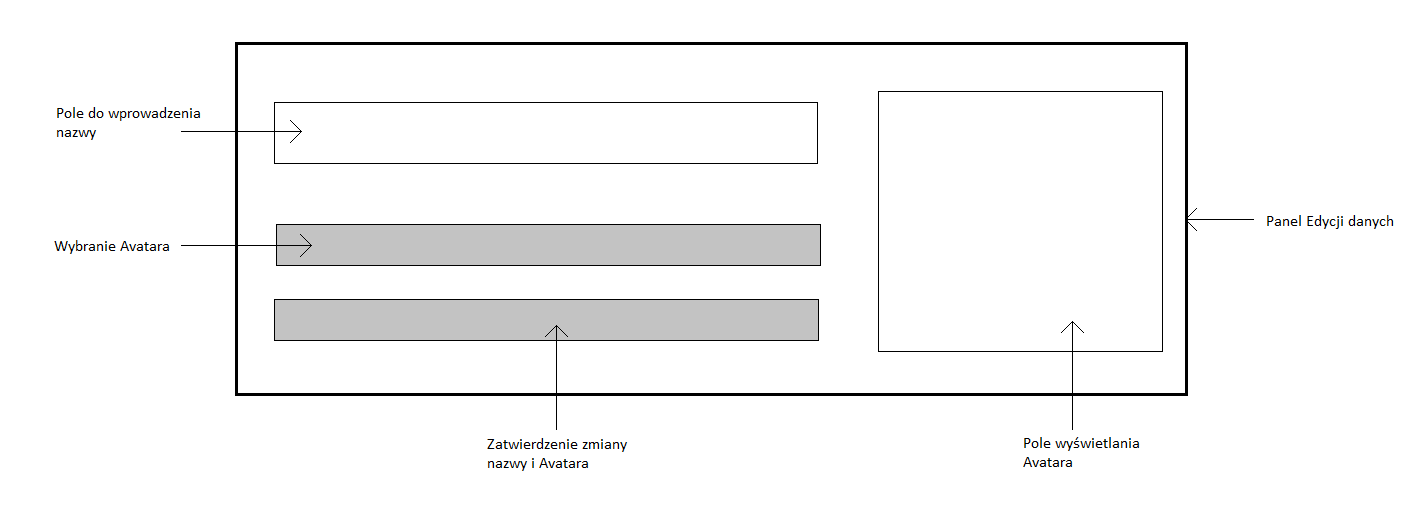 Pole do wprowadzenia
nazwy
Wybranie Avatara
Panel Edycji danych
Zatwierdzenie zmiany
nazwy i Avatara
Pole wyświetlania
Avatara